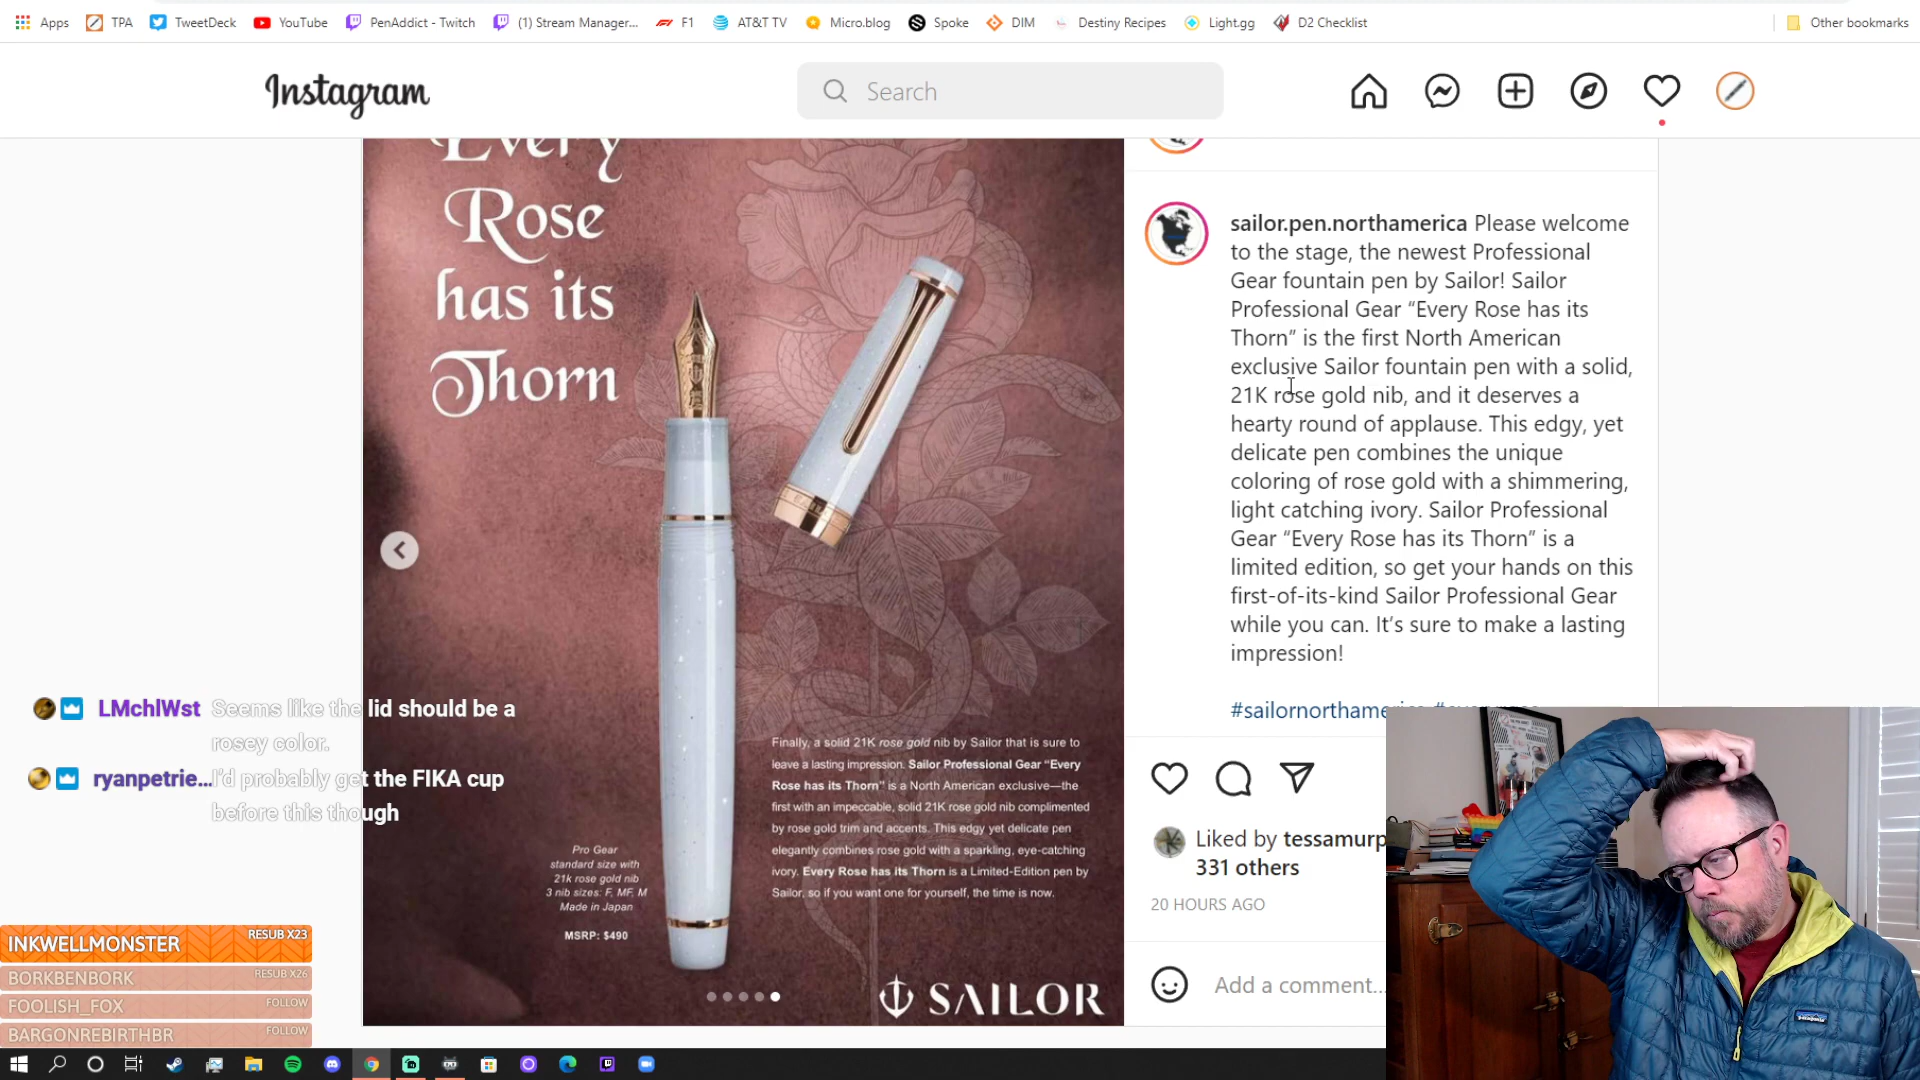 Apps
TPA
TweetDeck
YouTube
PenAddict - Twitch
(1) Stream Manager...
F1
AT&T TV
Micro.blog
Spoke
DIM
Destiny Recipes
Light.gg
D2 Checklist
Other bookmarks
Instagram
Search
Every
Rose
has its
Thorn
sailor.pen.northamerica Please welcome
to the stage, the newest Professional
Gear fountain pen by Sailor! Sailor
Professional Gear “Every Rose has its
Thorn” is the first North American
exclusive Sailor fountain pen with a solid,
21K rose gold nib, and it deserves a
hearty round of applause. This edgy, yet
delicate pen combines the unique
coloring of rose gold with a shimmering,
light catching ivory. Sailor Professional
Gear “Every Rose has its Thorn” is a
limited edition, so get your hands on this
first-of-its-kind Sailor Professional Gear
while you can. It’s sure to make a lasting
impression!
LMchlWst Seems like the lid should be a
rosey color.
ryanpetrie... I'd probably get the FIKA cup
before this though
Finally, a solid 21K rose gold nib by Sailor that is sure to
leave a lasting impression. Sailor Professional Gear “Every
Rose has its Thorn” is a North American exclusive—the
first with an impeccable, solid 21K rose gold nib complimented
by rose gold trim and accents. This edgy yet delicate pen
elegantly combines rose gold with a sparkling, eye-catching
ivory. Every Rose has its Thorn is a Limited-Edition pen by
Sailor, so if you want one for yourself, the time is now.
Pro Gear
standard size with
21k rose gold nib
3 nib sizes: F, MF, M
Made in Japan
MSRP: $490
SAILOR
Liked by tessamurp
331 others
20 HOURS AGO
Add a comment...
INKWELLMONSTER RESUB X23
BORKBENBORK RESUB X26
FOOLISH_FOX FOLLOW
BARGONREBIRTHBR FOLLOW
patagonia